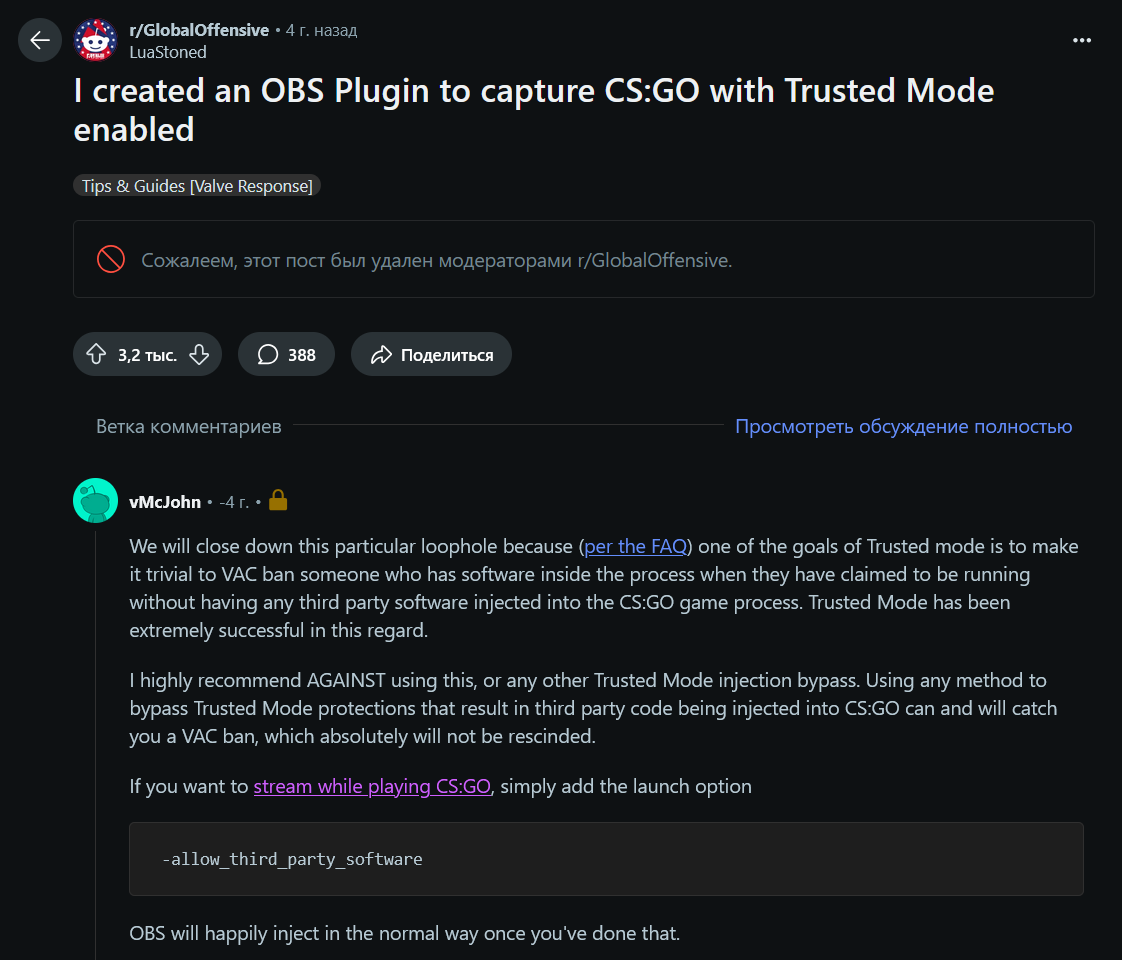 r/GlobalOffensive • 4 г. назад
LuaStoned
I created an OBS Plugin to capture CS:GO with Trusted Mode
enabled
Tips & Guides [Valve Response]
Сожалеем, этот пост был удален модераторами r/GlobalOffensive.
3,2 тыс. 388 Поделиться
Ветка комментариев Просмотреть обсуждение полностью
vMcJohn • -4 г. •
We will close down this particular loophole because (per the FAQ) one of the goals of Trusted mode is to make
it trivial to VAC ban someone who has software inside the process when they have claimed to be running
without having any third party software injected into the CS:GO game process. Trusted Mode has been
extremely successful in this regard.
I highly recommend AGAINST using this, or any other Trusted Mode injection bypass. Using any method to
bypass Trusted Mode protections that result in third party code being injected into CS:GO can and will catch
you a VAC ban, which absolutely will not be rescinded.
If you want to stream while playing CS:GO, simply add the launch option
-allow_third_party_software
OBS will happily inject in the normal way once you've done that.